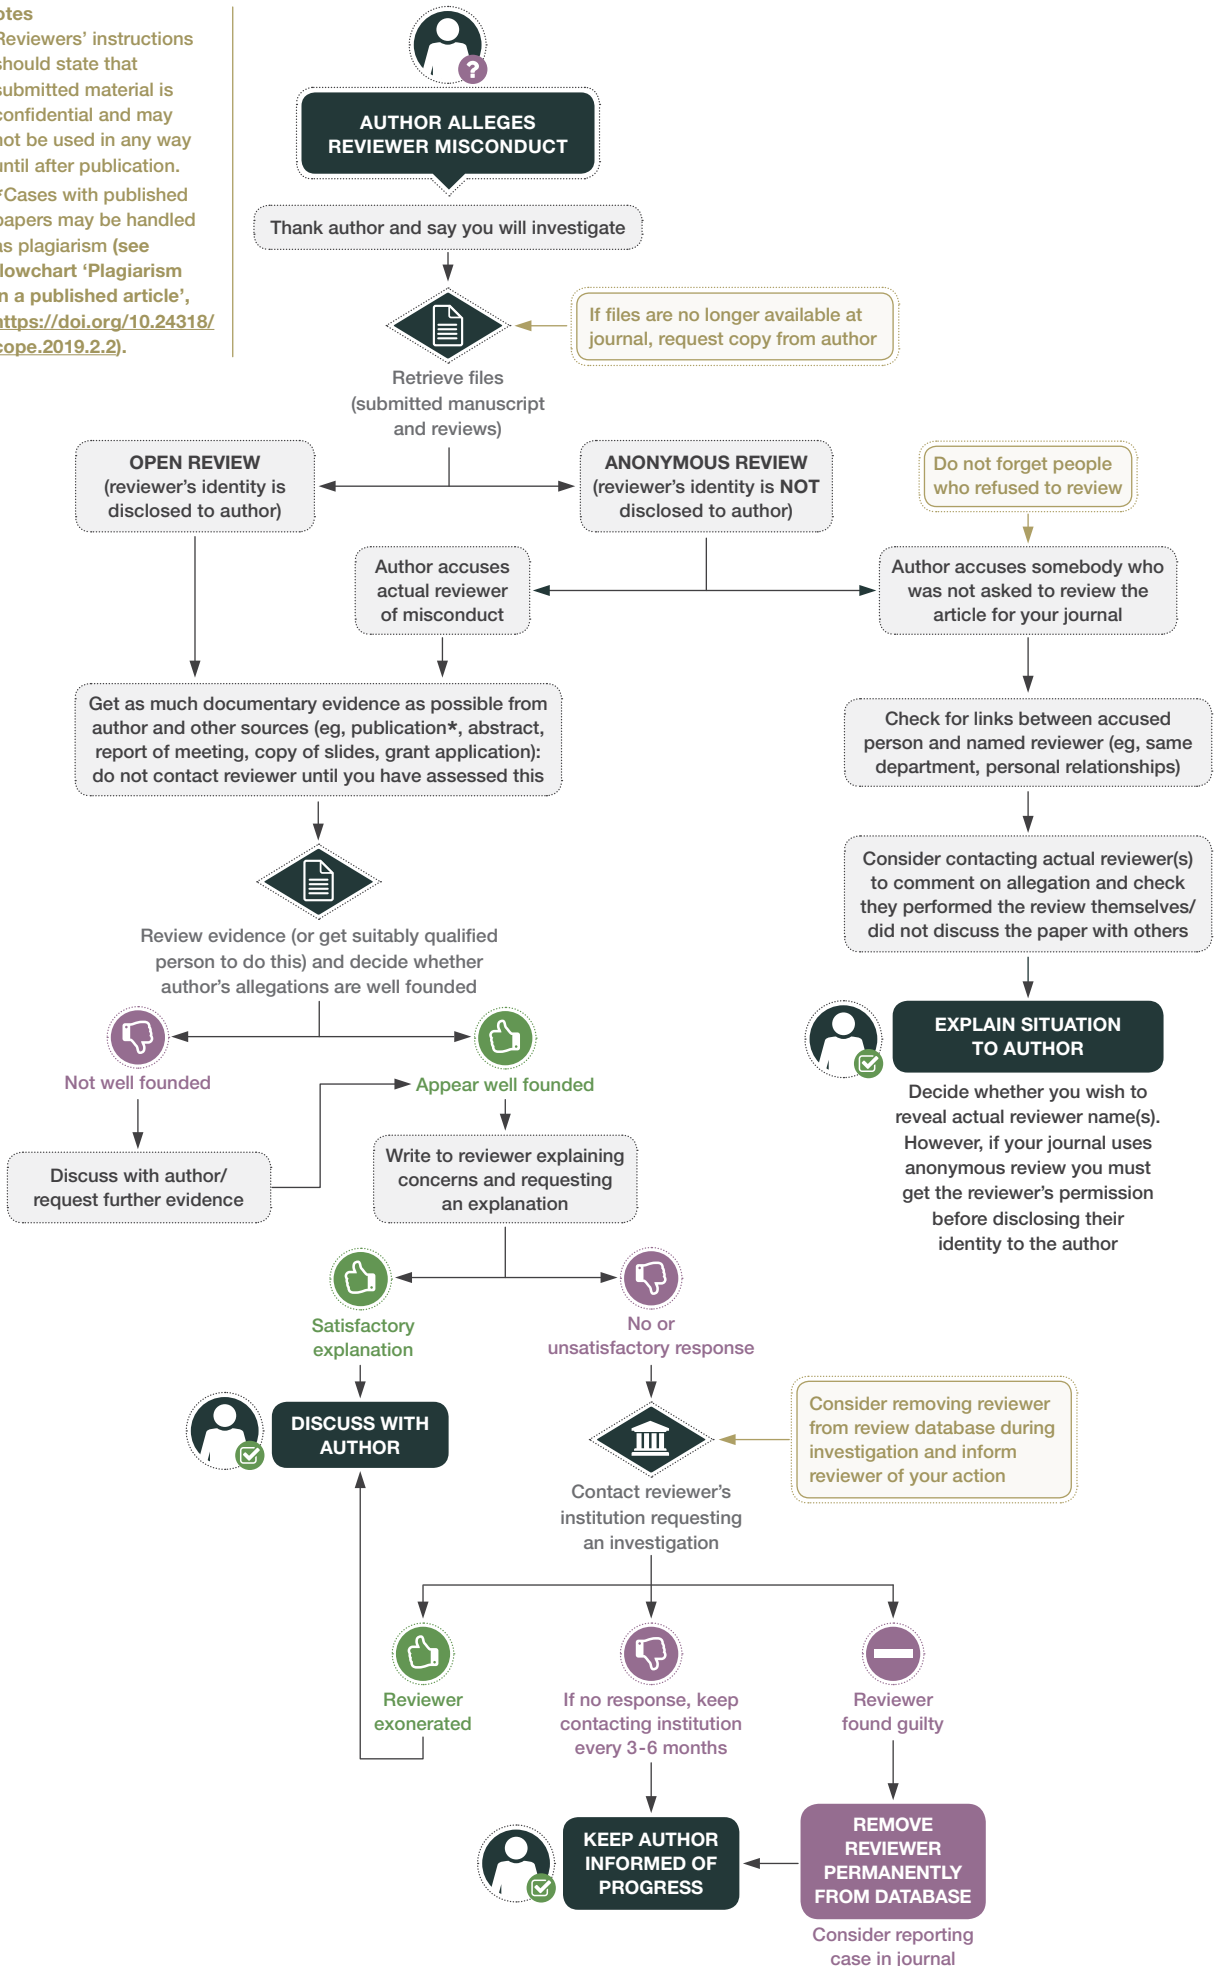 otes
Reviewers’ instructions
should state that
submitted material is
confidential and may
not be used in any way
until after publication.
*Cases with published
papers may be handled
as plagiarism (see
flowchart ‘Plagiarism
in a published article’,
https://doi.org/10.24318/
cope.2019.2.2).
?
AUTHOR ALLEGES
REVIEWER MISCONDUCT
Thank author and say you will investigate
If files are no longer available at
journal, request copy from author
Retrieve files
(submitted manuscript
and reviews)
OPEN REVIEW
(reviewer’s identity is
disclosed to author)
ANONYMOUS REVIEW
(reviewer’s identity is NOT
disclosed to author)
Do not forget people
who refused to review
Author accuses
actual reviewer
of misconduct
Author accuses somebody who
was not asked to review the
article for your journal
Get as much documentary evidence as possible from
author and other sources (eg, publication*, abstract,
report of meeting, copy of slides, grant application):
do not contact reviewer until you have assessed this
Check for links between accused
person and named reviewer (eg, same
department, personal relationships)
Consider contacting actual reviewer(s)
to comment on allegation and check
they performed the review themselves/
did not discuss the paper with others
Review evidence (or get suitably qualified
person to do this) and decide whether
author’s allegations are well founded
EXPLAIN SITUATION
TO AUTHOR
Decide whether you wish to
reveal actual reviewer name(s).
However, if your journal uses
anonymous review you must
get the reviewer’s permission
before disclosing their
identity to the author
Not well founded
Appear well founded
Discuss with author/
request further evidence
Write to reviewer explaining
concerns and requesting
an explanation
Satisfactory
explanation
No or
unsatisfactory response
DISCUSS WITH
AUTHOR
Consider removing reviewer
from review database during
investigation and inform
reviewer of your action
Contact reviewer’s
institution requesting
an investigation
Reviewer
exonerated
If no response, keep
contacting institution
every 3-6 months
Reviewer
found guilty
KEEP AUTHOR
INFORMED OF
PROGRESS
REMOVE
REVIEWER
PERMANENTLY
FROM DATABASE
Consider reporting
case in journal